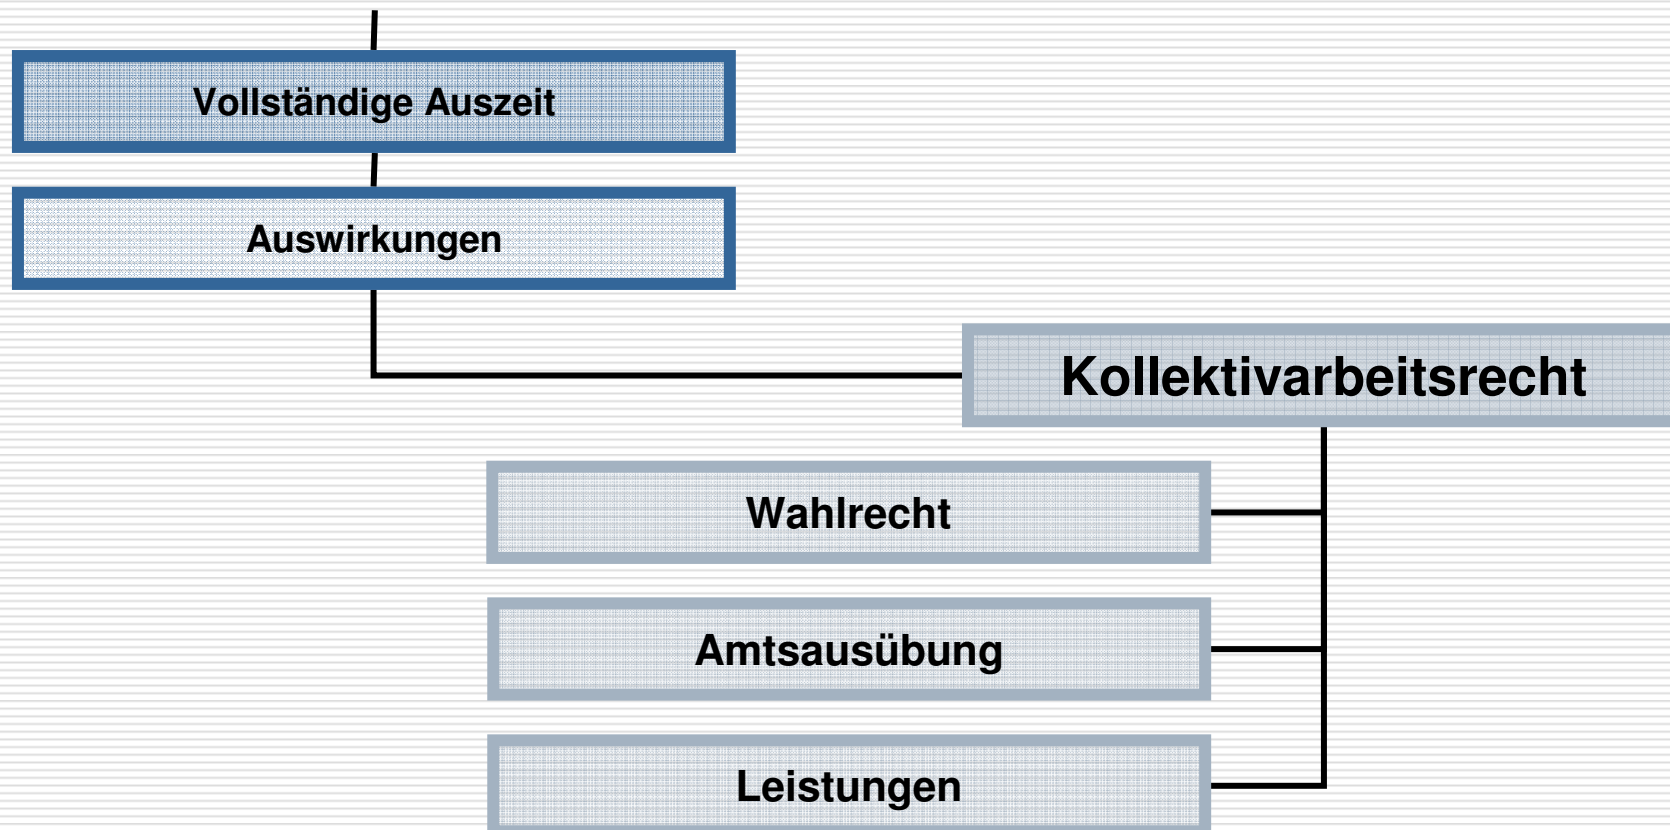 Vollständige Auszeit
Auswirkungen
Kollektivarbeitsrecht
Wahlrecht
Amtsausübung
Leistungen